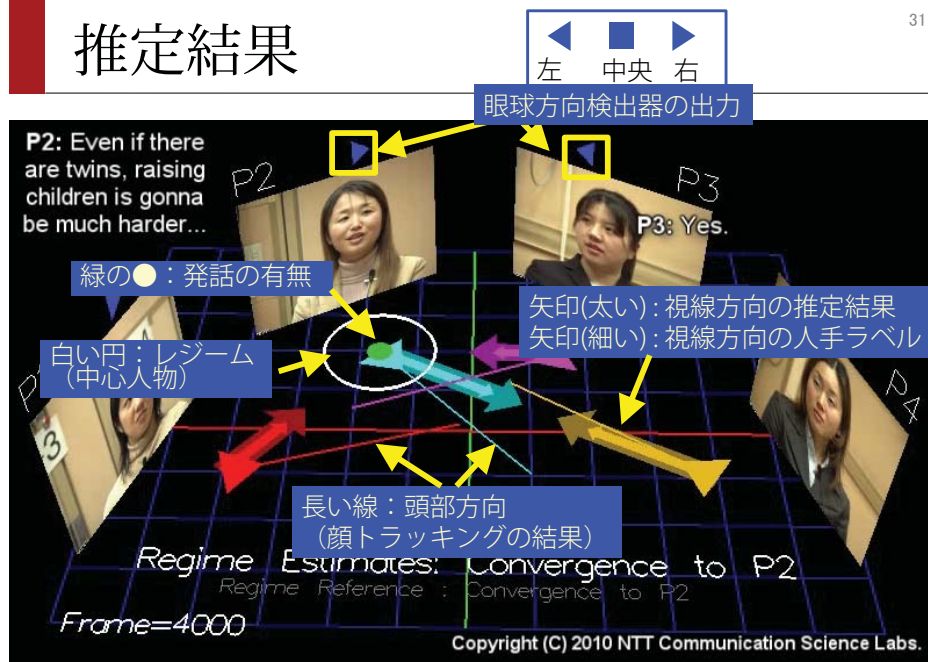 推定結果
31
左 中央 右
眼球方向検出器の出力
P2: Even if there
are twins, raising
children is gonna
be much harder...
P2
P3
P3: Yes.
緑の●:発話の有無
矢印(太い):視線方向の推定結果
矢印(細い):視線方向の人手ラベル
白い円:レジーム
(中心人物)
P4
3
長い線:頭部方向
(顔トラッキングの結果)
Regime Estimates: Convergence to P2
Regime Reference : Convergence to P2
Frame=4000
Copyright (C) 2010 NTT Communication Science Labs.